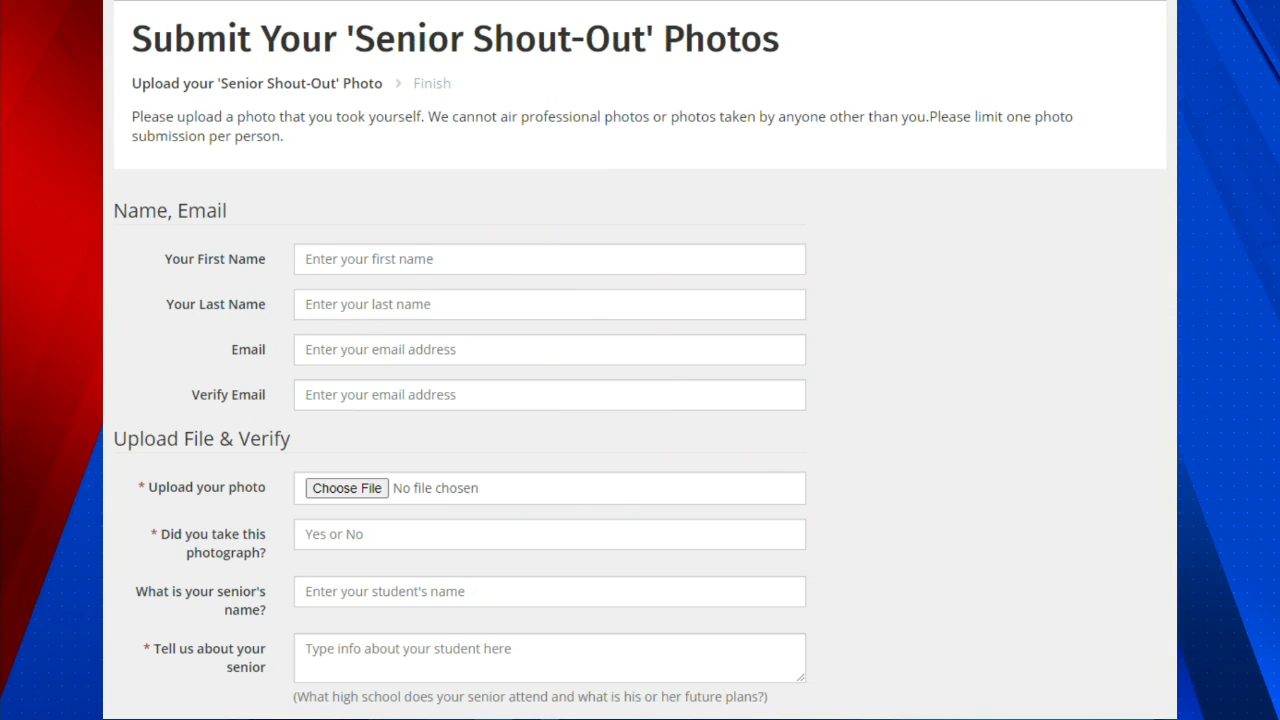 Submit Your 'Senior Shout-Out' Photos
Upload your 'Senior Shout-Out' Photo > Finish
Please upload a photo that you took yourself. We cannot air professional photos or photos taken by anyone other than you.Please limit one photo
submission per person.
Name, Email
Your First Name Enter your first name
Your Last Name Enter your last name
Email Enter your email address
Verify Email Enter your email address
Upload File & Verify
* Upload your photo Choose File No file chosen
* Did you take this
photograph?
Yes or No
What is your senior's
name?
Enter your student's name
* Tell us about your
senior
Type info about your student here
(What high school does your senior attend and what is his or her future plans?)